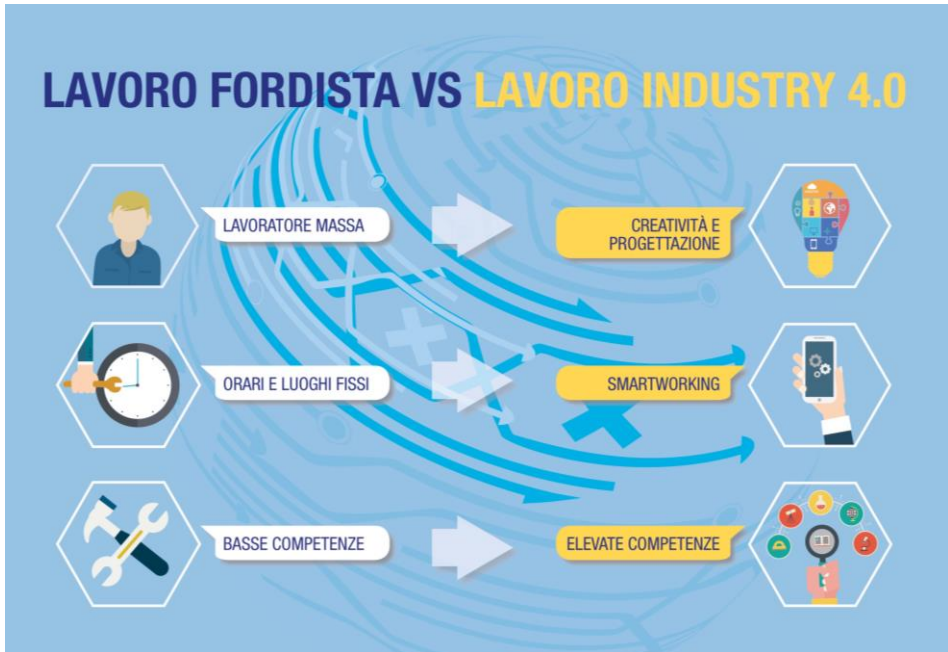 LAVORO FORDISTA VS LAVORO INDUSTRY 4.0
LAVORATORE MASSA
CREATIVITÀ E
PROGETTAZIONE
ORARI E LUOGHI FISSI
SMARTWORKING
BASSE COMPETENZE
ELEVATE COMPETENZE